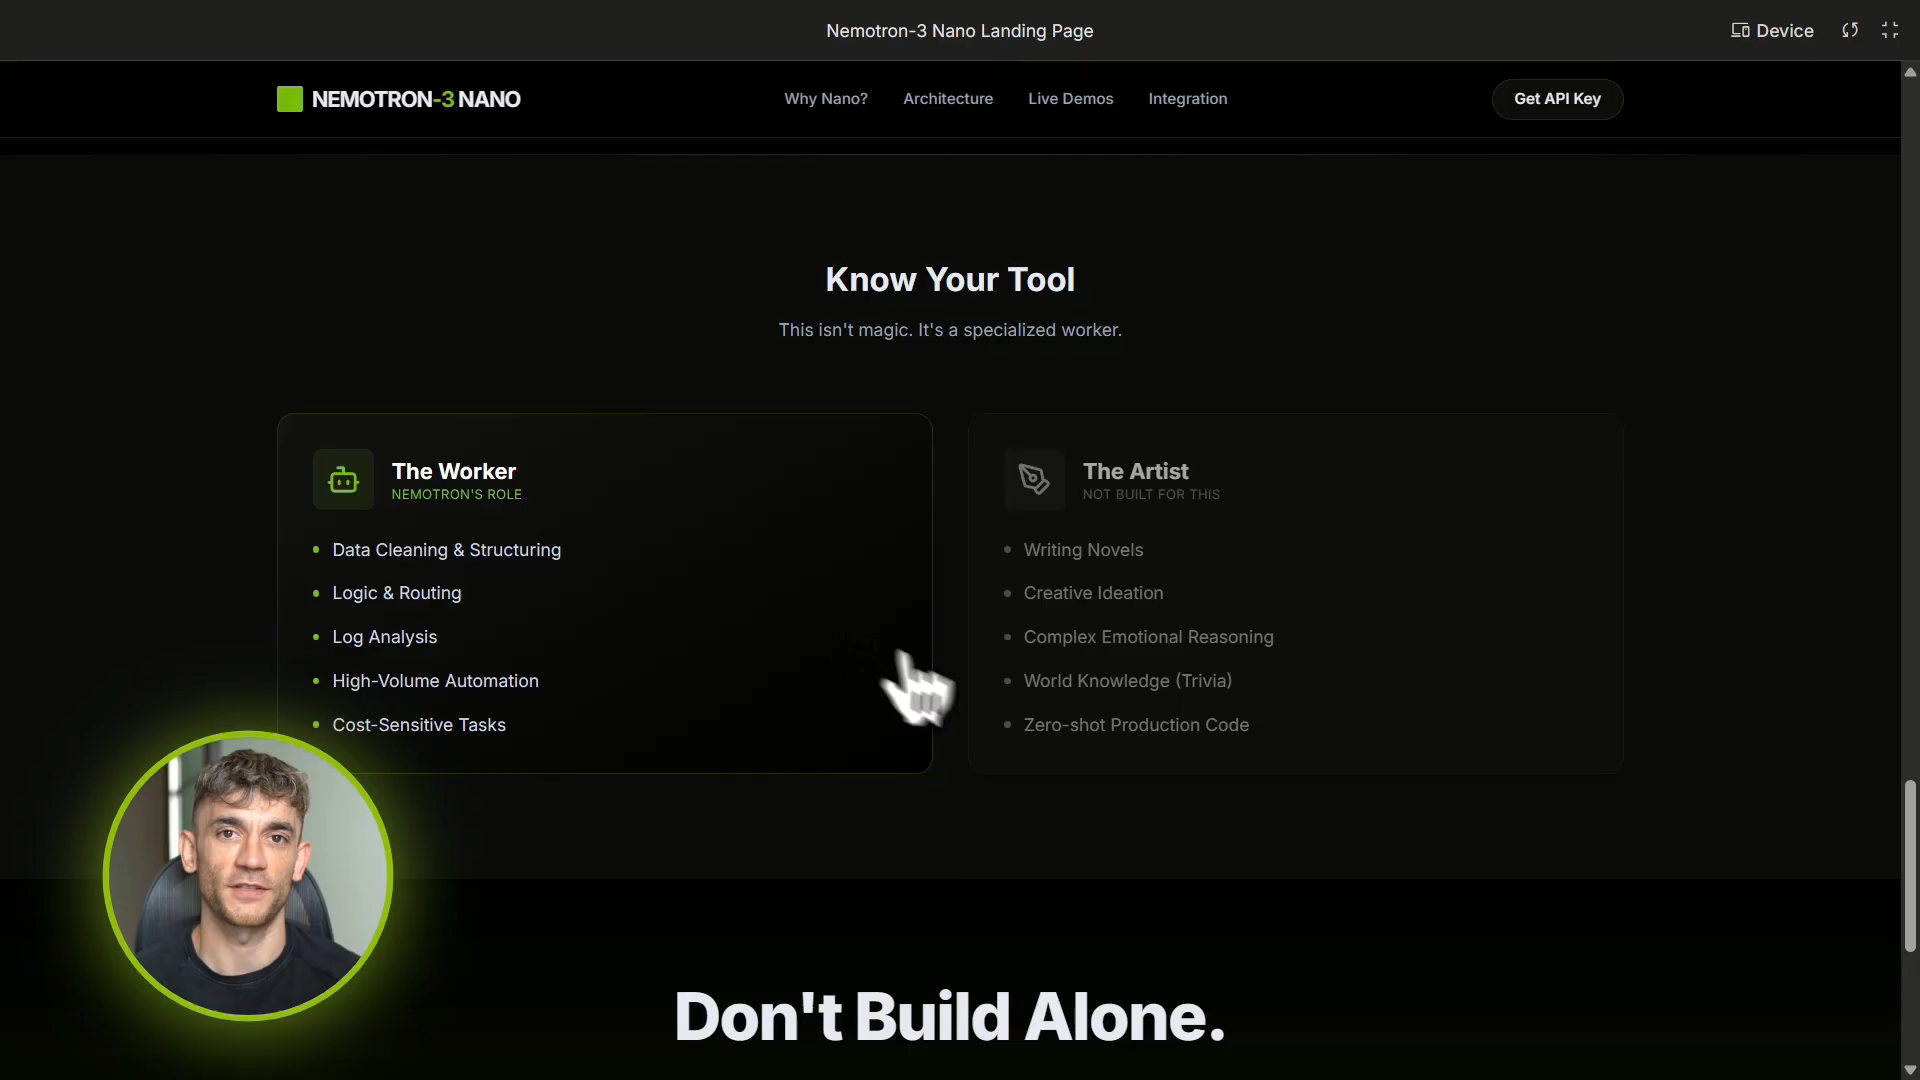 Nemotron-3 Nano Landing Page
Device
NEMOTRON-3 NANO
Why Nano?
Architecture
Live Demos
Integration
Get API Key
Know Your Tool
This isn't magic. It's a specialized worker.
The Worker
NEMOTRON'S ROLE
Data Cleaning & Structuring
Logic & Routing
Log Analysis
High-Volume Automation
Cost-Sensitive Tasks
The Artist
NOT BUILT FOR THIS
Writing Novels
Creative Ideation
Complex Emotional Reasoning
World Knowledge (Trivia)
Zero-shot Production Code
Don't Build Alone.